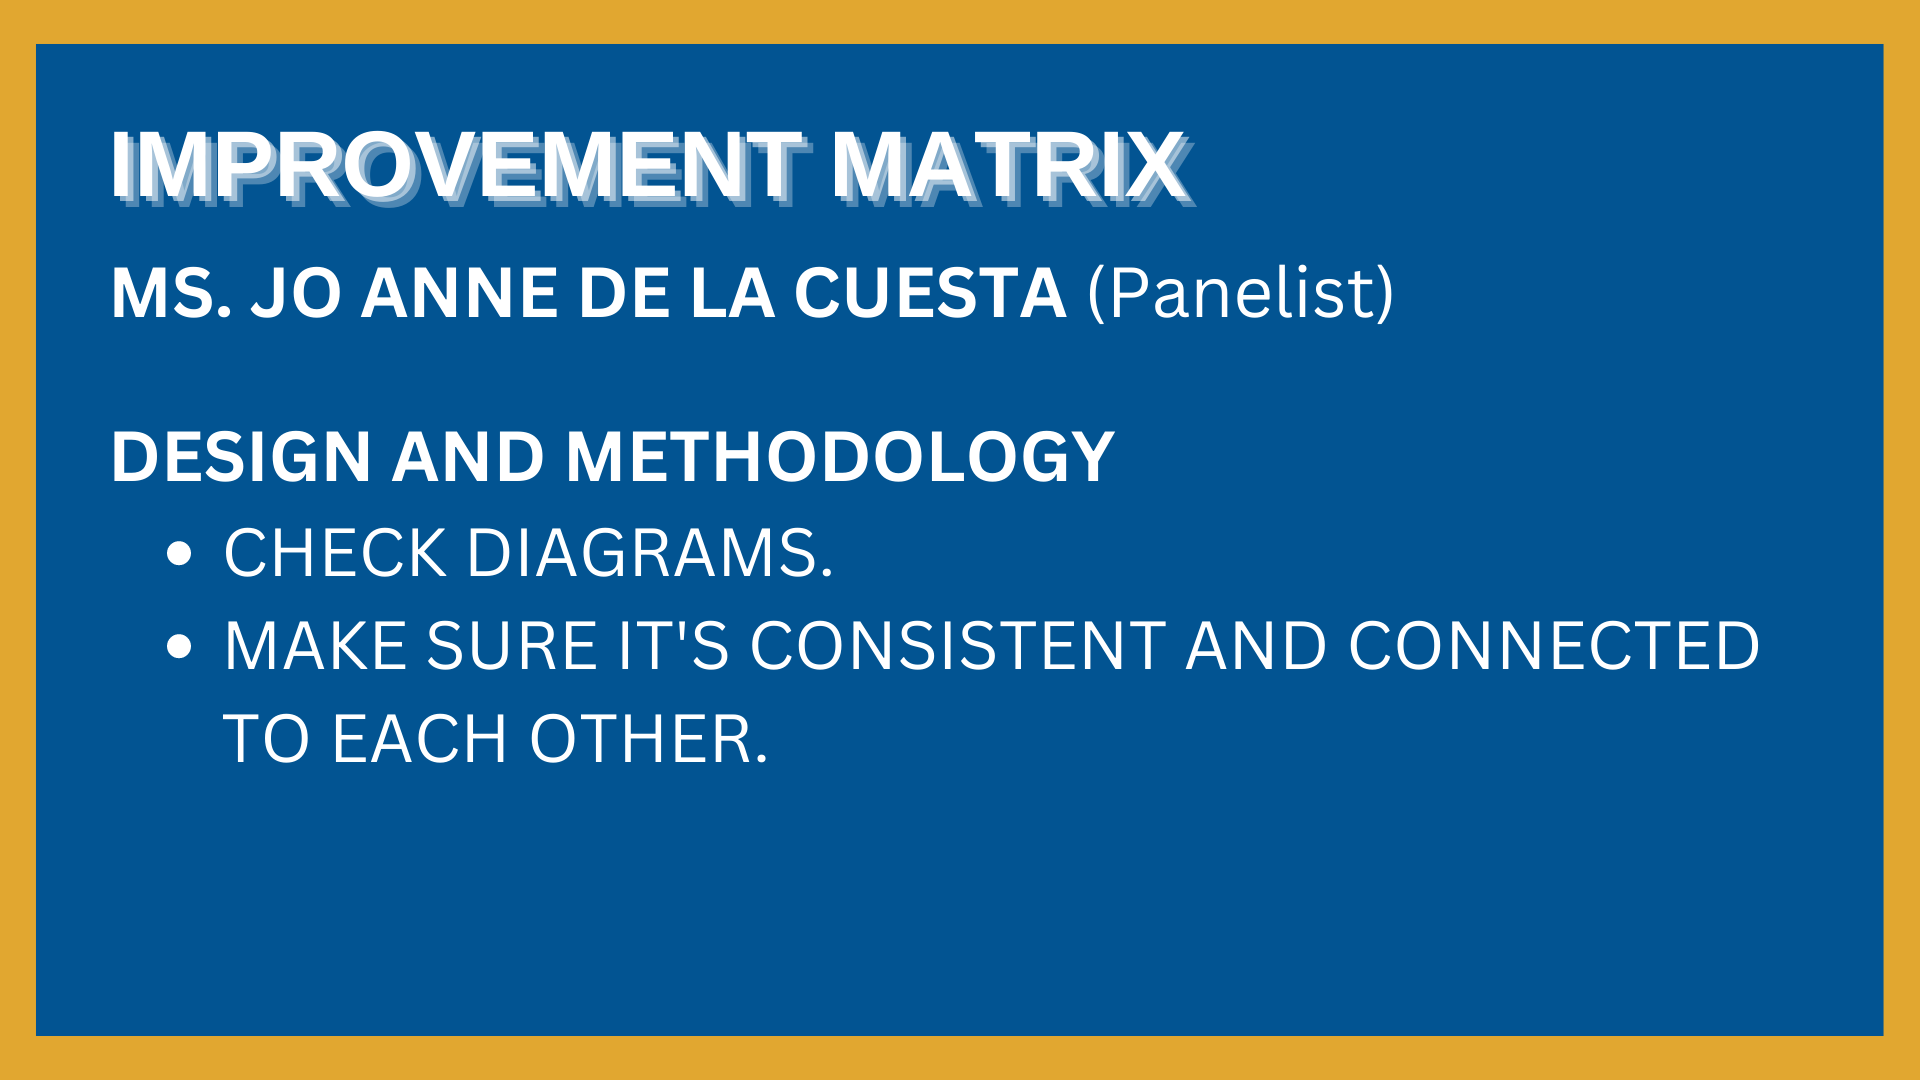 IMPROVEMENT MATRIX
MS. JO ANNE DE LA CUESTA (Panelist)
DESIGN AND METHODOLOGY
• CHECK DIAGRAMS.
• MAKE SURE IT'S CONSISTENT AND CONNECTED
TO EACH OTHER.